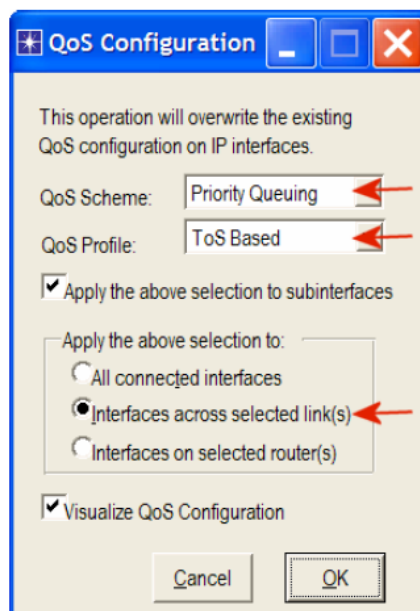 QoS Configuration
This operation will overwrite the existing
QoS configuration on IP interfaces.
QoS Scheme: Priority Queuing
QoS Profile: ToS Based
Apply the above selection to subinterfaces
Apply the above selection to:
All connected interfaces
Interfaces across selected link(s)
Interfaces on selected router(s)
Visualize QoS Configuration
Cancel OK